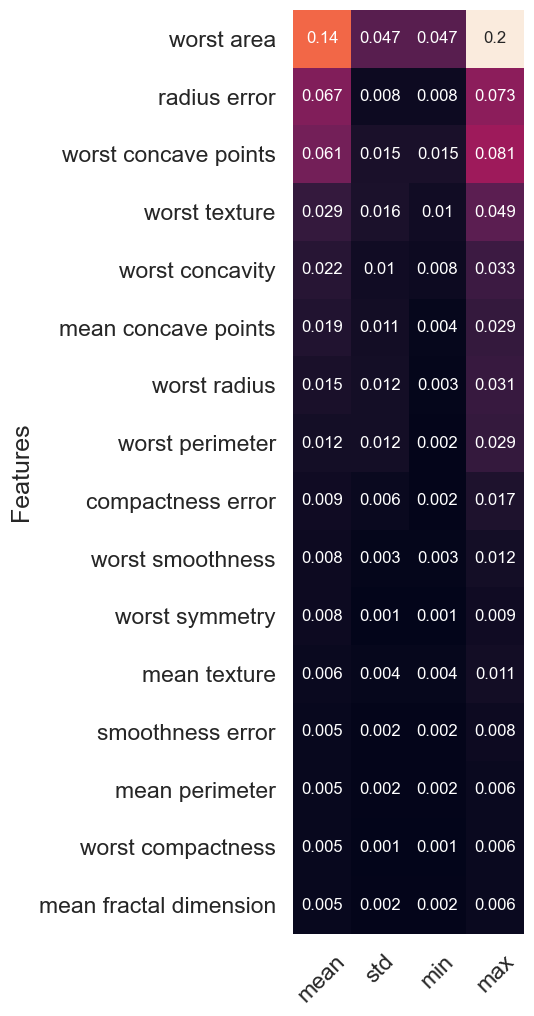 worst area 0.14 0.047 0.047 0.2
radius error 0.067 0.008 0.008 0.073
worst concave points 0.061 0.015 0.015 0.081
worst texture 0.029 0.016 0.01 0.049
worst concavity 0.022 0.01 0.008 0.033
mean concave points 0.019 0.011 0.004 0.029
worst radius 0.015 0.012 0.003 0.031
worst perimeter 0.012 0.012 0.002 0.029
Features
compactness error 0.009 0.006 0.002 0.017
worst smoothness 0.008 0.003 0.003 0.012
worst symmetry 0.008 0.001 0.001 0.009
mean texture 0.006 0.004 0.004 0.011
smoothness error 0.005 0.002 0.002 0.008
mean perimeter 0.005 0.002 0.002 0.006
worst compactness 0.005 0.001 0.001 0.006
mean fractal dimension 0.005 0.002 0.002 0.006
mean std min max